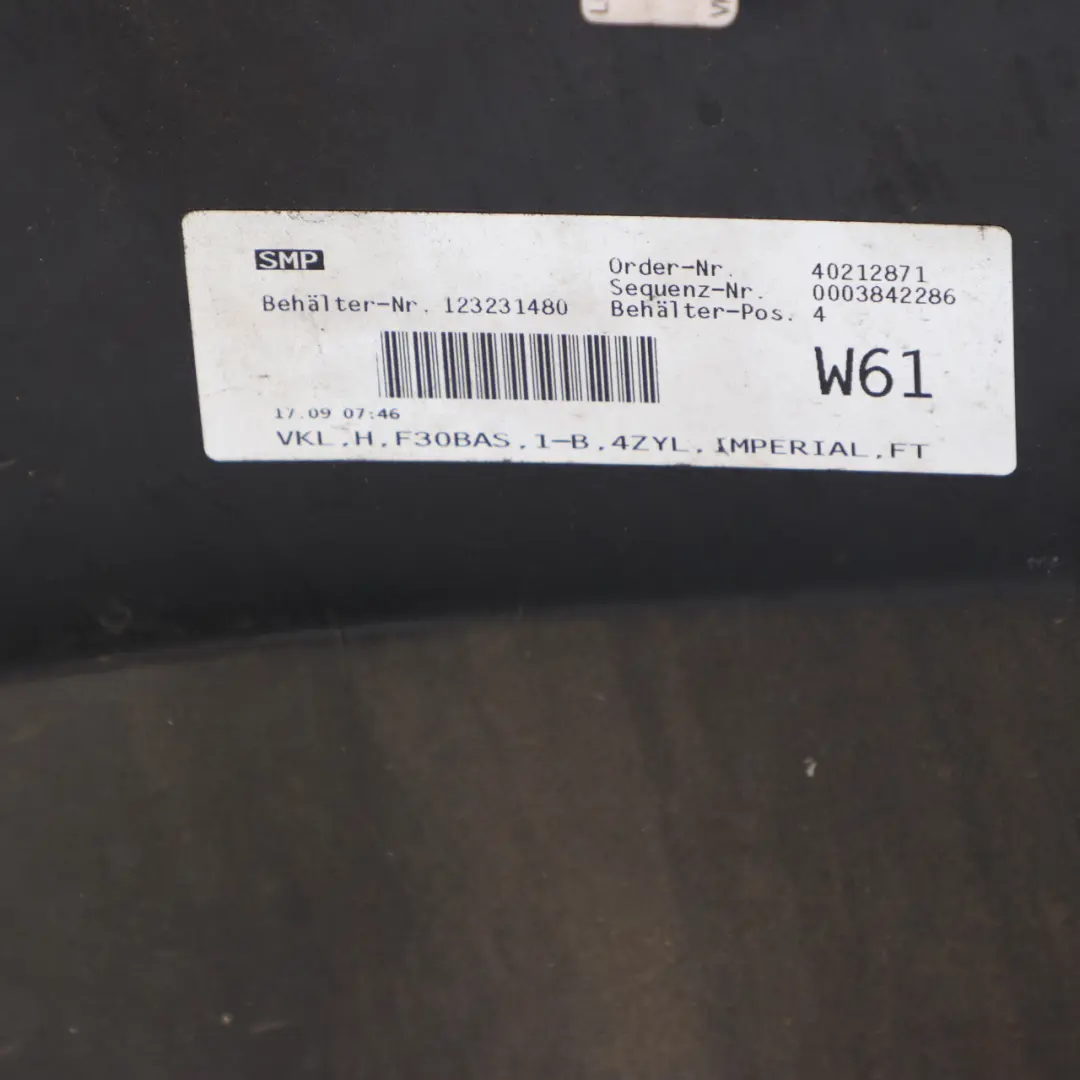 SMP
Behälter-Nr. 123231480
Order-Nr. 40212871
Sequenz-Nr. 0003842286
Behälter-Pos. 4
W61
17.09 07:46
VKL,H,F30BAS,1-B,4ZYL,IMPERIAL,FT